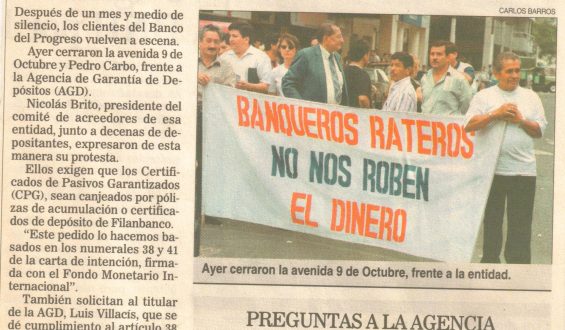 Después de un mes y medio de
silencio, los clientes del Banco
del Progreso vuelven a escena.
Ayer cerraron la avenida 9 de
Octubre y Pedro Carbo, frente a
la Agencia de Garantía de De-
pósitos (AGD).
Nicolás Brito, presidente del
comité de acreedores de esa
entidad, junto a decenas de de-
positantes, expresaron de esta
manera su protesta.
Ellos exigen que los Certifi-
cados de Pasivos Garantizados
(CPG), sean canjeados por póli-
zas de acumulación o certifica-
dos de depósito de Filanbanco.
"Este pedido lo hacemos ba-
sados en los numerales 38 y 41
de la carta de intención, firma-
da con el Fondo Monetario In-
ternacional".
También solicitan al titular
de la AGD, Luis Villacís, que se
dé cumplimiento al artículo 38
CARLOS BARROS
BANQUEROS RATEROS
NO NOS ROBEN
EL DINERO
Ayer cerraron la avenida 9 de Octubre, frente a la entidad.
PREGUNTAS A LA AGENCIA